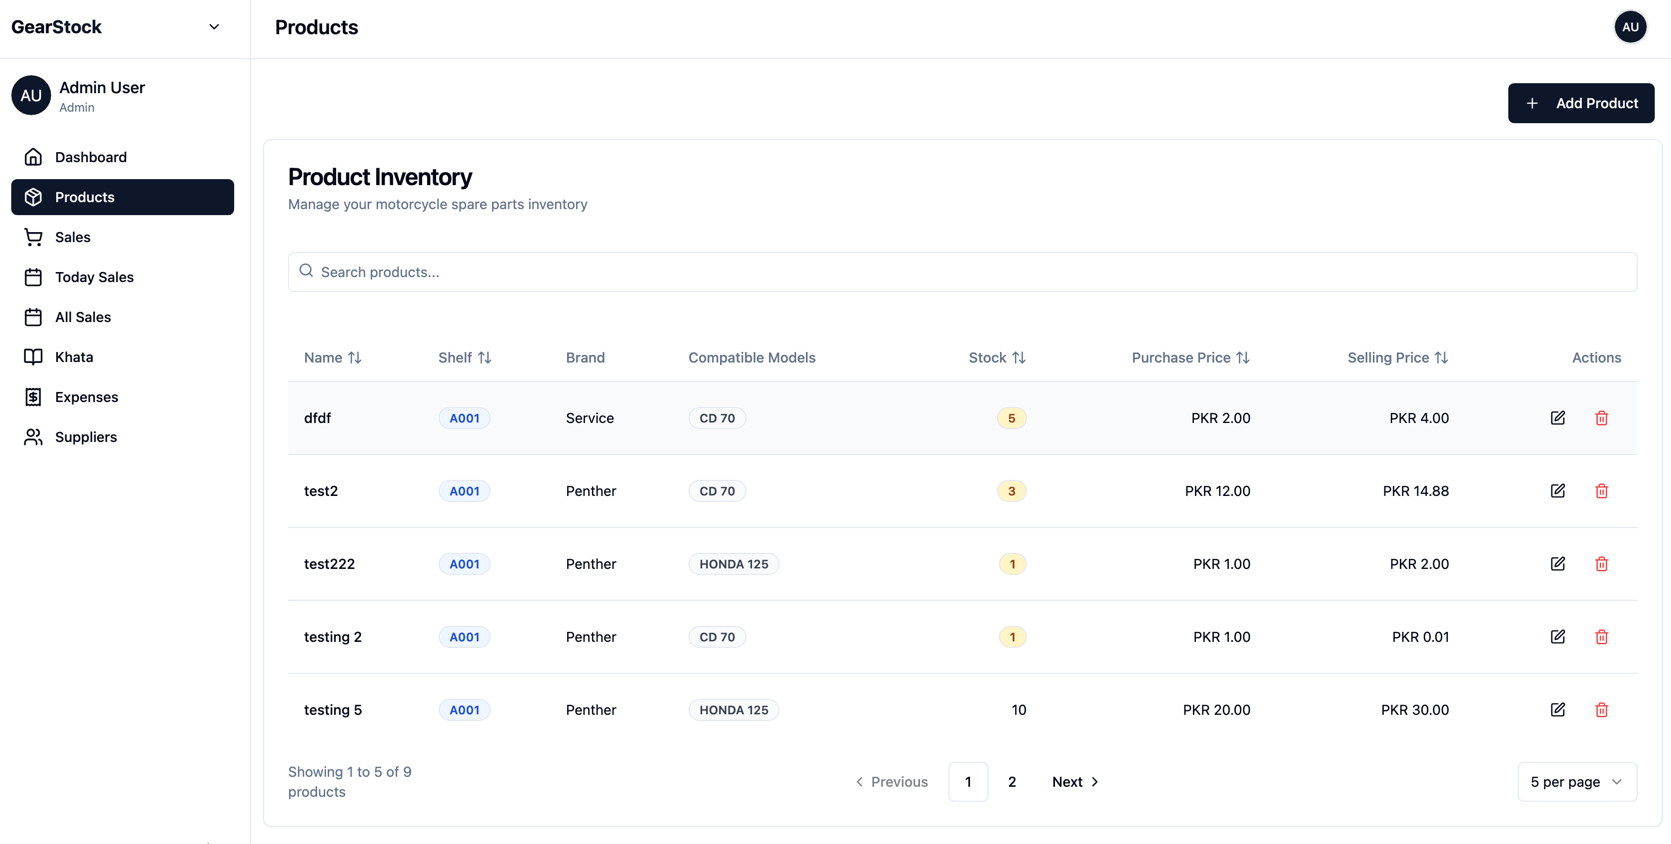 GearStock
Products
AU
AU
Admin User
Admin
Dashboard
Products
Sales
Today Sales
All Sales
Khata
Expenses
Suppliers
Add Product
Product Inventory
Manage your motorcycle spare parts inventory
Search products...
Name Shelf Brand Compatible Models Stock Purchase Price Selling Price Actions
dfdf A001 Service CD 70 5 PKR 2.00 PKR 4.00
test2 A001 Penther CD 70 3 PKR 12.00 PKR 14.88
test222 A001 Penther HONDA 125 1 PKR 1.00 PKR 2.00
testing 2 A001 Penther CD 70 1 PKR 1.00 PKR 0.01
testing 5 A001 Penther HONDA 125 10 PKR 20.00 PKR 30.00
Showing 1 to 5 of 9
products
Previous 1 2 Next
5 per page